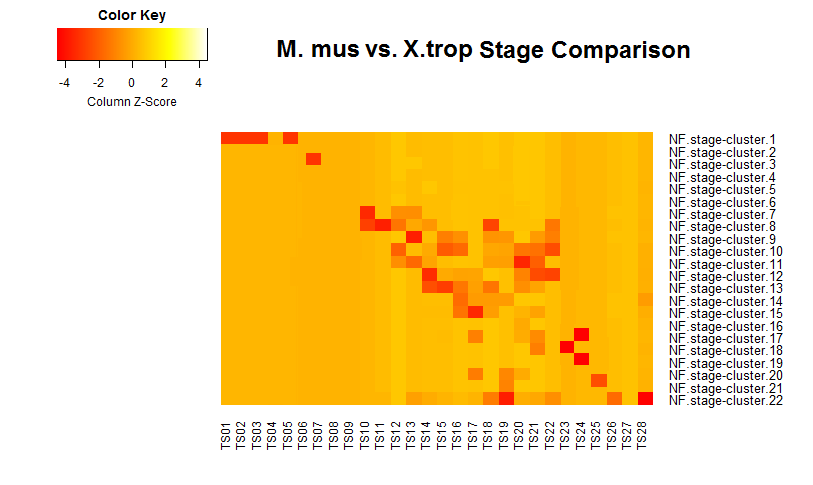 Color Key
M. mus vs. X.trop Stage Comparison
-4 -2 0 2 4
Column Z-Score
NF.stage-cluster.1
NF.stage-cluster.2
NF.stage-cluster.3
NF.stage-cluster.4
NF.stage-cluster.5
NF.stage-cluster.6
NF.stage-cluster.7
NF.stage-cluster.8
NF.stage-cluster.9
NF.stage-cluster.10
NF.stage-cluster.11
NF.stage-cluster.12
NF.stage-cluster.13
NF.stage-cluster.14
NF.stage-cluster.15
NF.stage-cluster.16
NF.stage-cluster.17
NF.stage-cluster.18
NF.stage-cluster.19
NF.stage-cluster.20
NF.stage-cluster.21
NF.stage-cluster.22
TS01
TS02
TS03
TS04
TS05
TS06
TS07
TS08
TS09
TS10
TS11
TS12
TS13
TS14
TS15
TS16
TS17
TS18
TS19
TS20
TS21
TS22
TS23
TS24
TS25
TS26
TS27
TS28